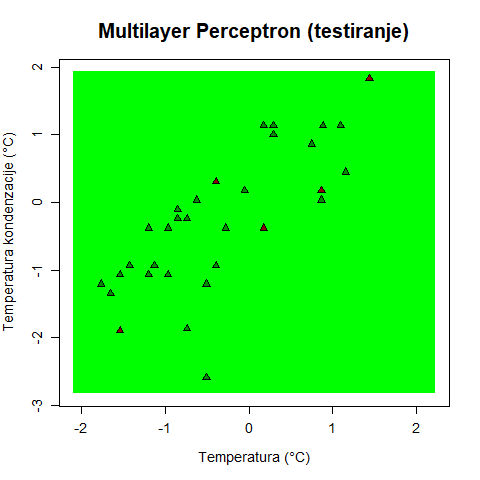 Multilayer Perceptron (testiranje)
Temperatura kondenzacije (°C)
2
1
0
-1
-2
-3
-2 -1 0 1 2
Temperatura (°C)